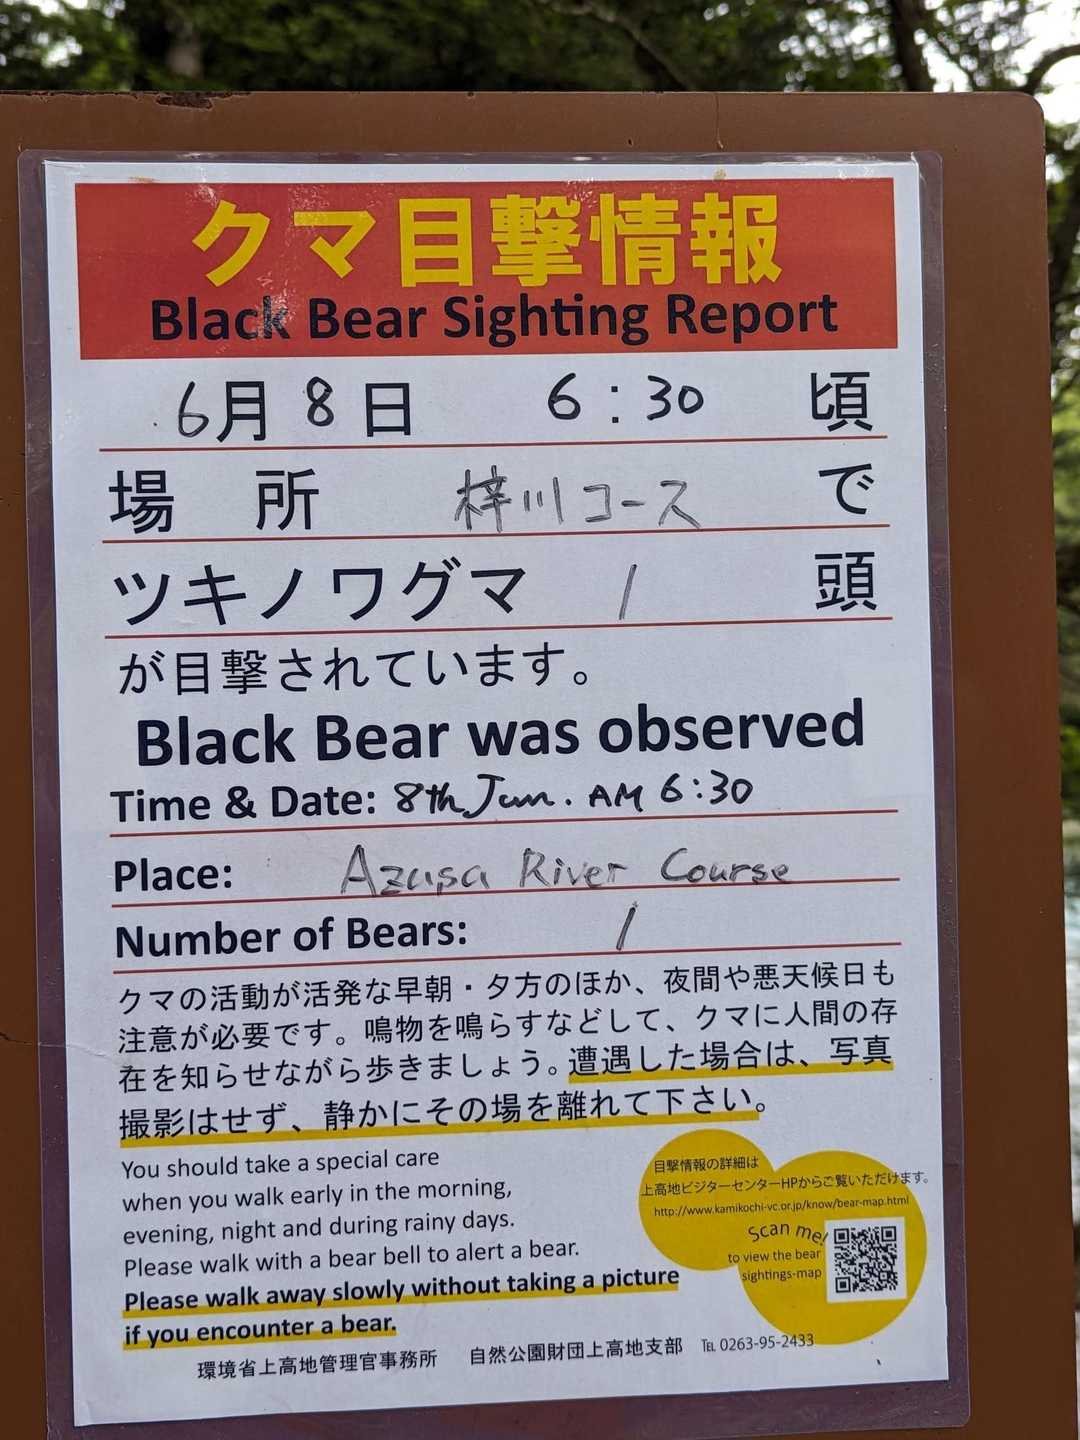 クマ目撃情報
Black Bear Sighting Report
6月8日 6:30 頃
場所 梓川コース で
ツキノワグマ 1 頭
が目撃されています。
Black Bear was observed
Time & Date: 8th Jun. AM 6:30
Place: Azusa River Course
Number of Bears: 1
クマの活動が活発な早朝・夕方のほか、夜間や悪天候日も
注意が必要です。鳴物を鳴らすなどして、クマに人間の存
在を知らせながら歩きましょう。遭遇した場合は、写真
撮影はせず、静かにその場を離れて下さい。
You should take a special care
when you walk early in the morning,
evening, night and during rainy days.
Please walk with a bear bell to alert a bear.
Please walk away slowly without taking a picture
if you encounter a bear.
目撃情報の詳細は
上高地ビジターセンターHPからご覧いただけます。
http://www.kamikochi-vc.or.jp/know/bear-map.html
Scan me!
to view the bear
sightings-map
環境省上高地管理官事務所 自然公園財団上高地支部 TEL 0263-95-2433